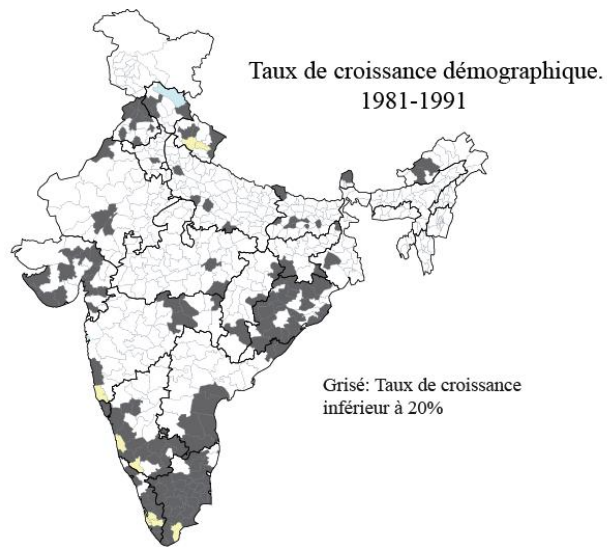 Taux de croissance démographique.
1981-1991
Grisé: Taux de croissance
inférieur à 20%